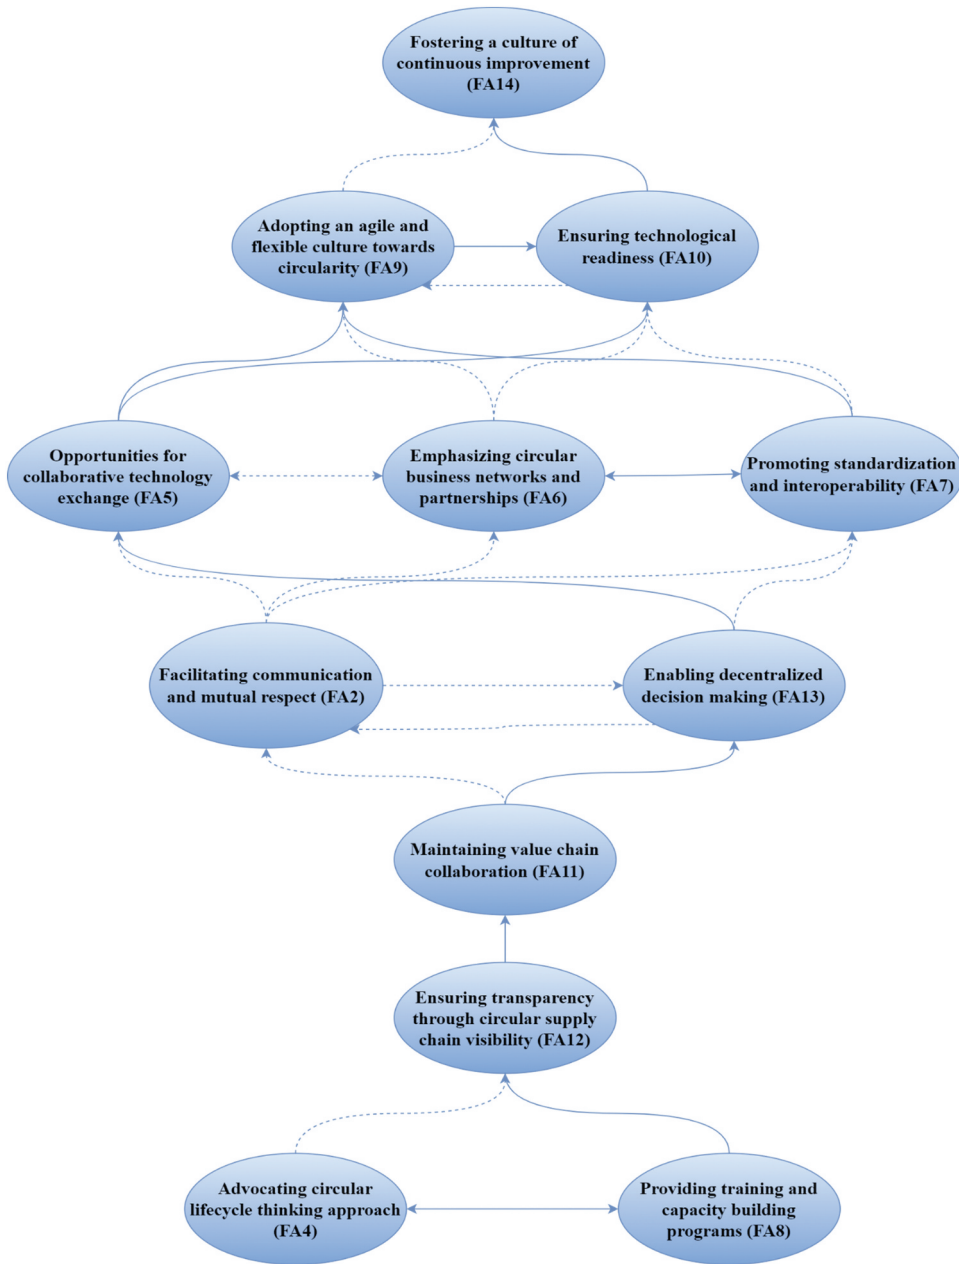 Fostering a culture of
continuous improvement
(FA14)
Adopting an agile and
flexible culture towards
circularity (FA9)
Ensuring technological
readiness (FA10)
Opportunities for
collaborative technology
exchange (FA5)
Emphasizing circular
business networks and
partnerships (FA6)
Promoting standardization
and interoperability (FA7)
Facilitating communication
and mutual respect (FA2)
Enabling decentralized
decision making (FA13)
Maintaining value chain
collaboration (FA11)
Ensuring transparency
through circular supply
chain visibility (FA12)
Advocating circular
lifecycle thinking approach
(FA4)
Providing training and
capacity building
programs (FA8)